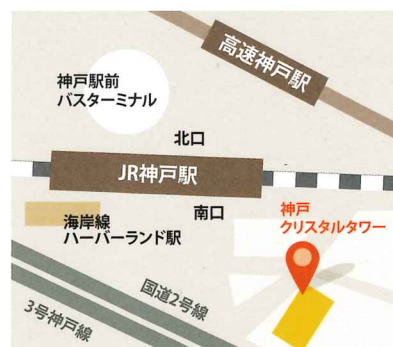 高速神戸駅
神戸駅前
バスターミナル
北口
JR神戸駅
南口
海岸線
ハーバーランド駅
神戸
クリスタルタワー
国道2号線
3号神戸線